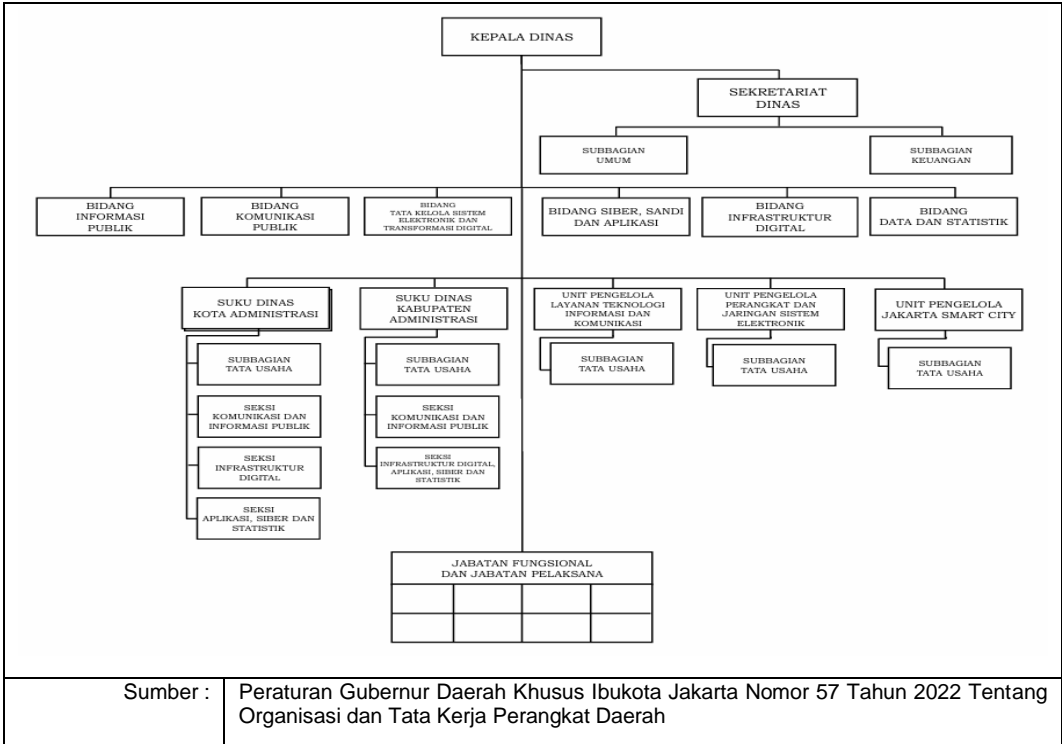 KEPALA DINAS
SEKRETARIAT
DINAS
SUBBAGIAN
UMUM
SUBBAGIAN
KEUANGAN
BIDANG
INFORMASI
PUBLIK
BIDANG
KOMUNIKASI
PUBLIK
BIDANG
TATA KELOLA SISTEM
ELEKTRONIK DAN
TRANSFORMASI DIGITAL
BIDANG SIBER, SANDI
DAN APLIKASI
BIDANG
INFRASTRUKTUR
DIGITAL
BIDANG
DATA DAN STATISTIK
SUKU DINAS
KOTA ADMINISTRASI
SUBBAGIAN
TATA USAHA
SEKSI
KOMUNIKASI DAN
INFORMASI PUBLIK
SEKSI
INFRASTRUKTUR
DIGITAL
SEKSI
APLIKASI, SIBER DAN
STATISTIK
SUKU DINAS
KABUPATEN
ADMINISTRASI
SUBBAGIAN
TATA USAHA
SEKSI
KOMUNIKASI DAN
INFORMASI PUBLIK
SEKSI
INFRASTRUKTUR DIGITAL,
APLIKASI, SIBER DAN
STATISTIK
UNIT PENGELOLA
LAYANAN TEKNOLOGI
INFORMASI DAN
KOMUNIKASI
SUBBAGIAN
TATA USAHA
UNIT PENGELOLA
PERANGKAT DAN
JARINGAN SISTEM
ELEKTRONIK
SUBBAGIAN
TATA USAHA
UNIT PENGELOLA
JAKARTA SMART CITY
SUBBAGIAN
TATA USAHA
JABATAN FUNGSIONAL
DAN JABATAN PELAKSANA
Sumber :
Peraturan Gubernur Daerah Khusus Ibukota Jakarta Nomor 57 Tahun 2022 Tentang
Organisasi dan Tata Kerja Perangkat Daerah